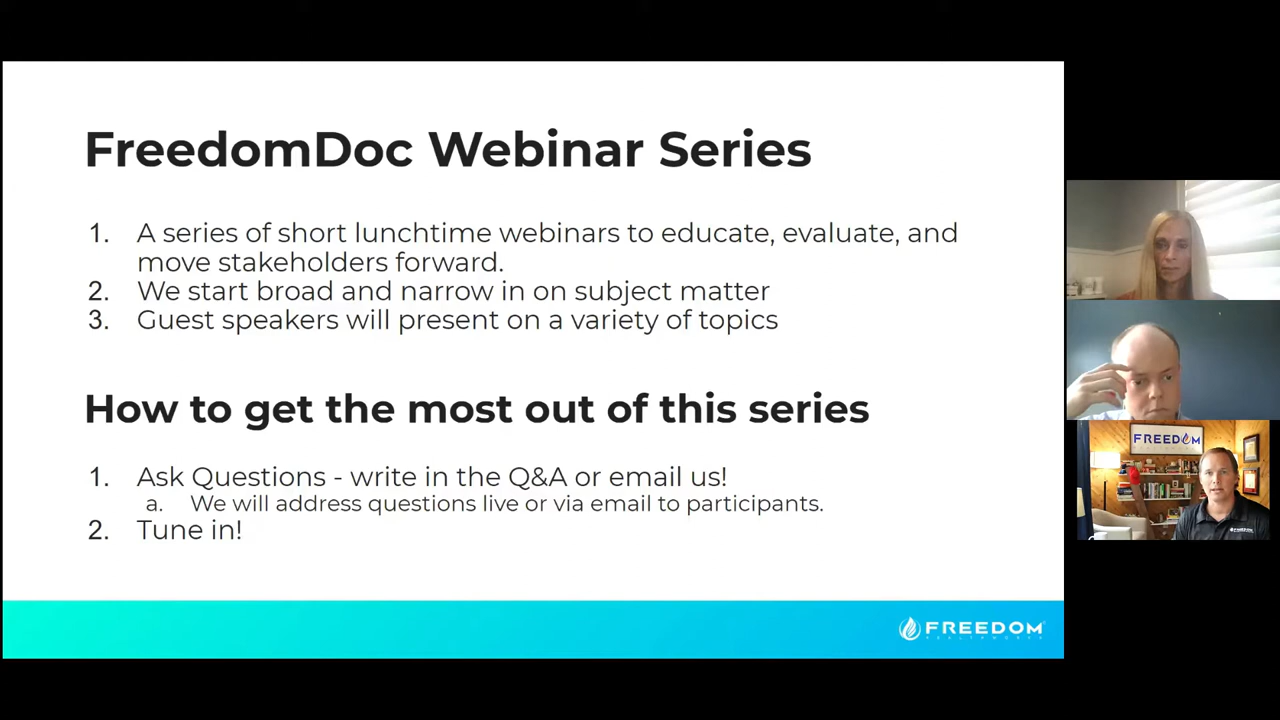 FreedomDoc Webinar Series
1. A series of short lunchtime webinars to educate, evaluate, and
move stakeholders forward.
2. We start broad and narrow in on subject matter
3. Guest speakers will present on a variety of topics
How to get the most out of this series
1. Ask Questions - write in the Q&A or email us!
a. We will address questions live or via email to participants.
2. Tune in!
FREEDOM
FREEDOM
FREEDOM